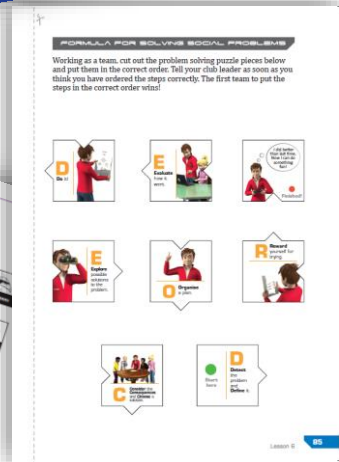 FORMULA FOR SOLVING SOCIAL PROBLEMS
Working as a team, cut out the problem solving puzzle pieces below
and put them in the correct order. Tell your club leader as soon as you
think you have ordered the steps correctly. The first team to put the
steps in the correct order wins!
D
Do it!
E
Evaluate
how it
went.
I did better
than last time.
Now I can do
something
fun!
Finished!
E
Explore
possible
solutions
to the
problem.
O
Organise
a plan.
R
Reward
yourself for
trying.
C
Consider the
Consequences
and Choose a
solution.
Start
here
D
Detect
the
problem
and
Define it.
Lesson 8
85